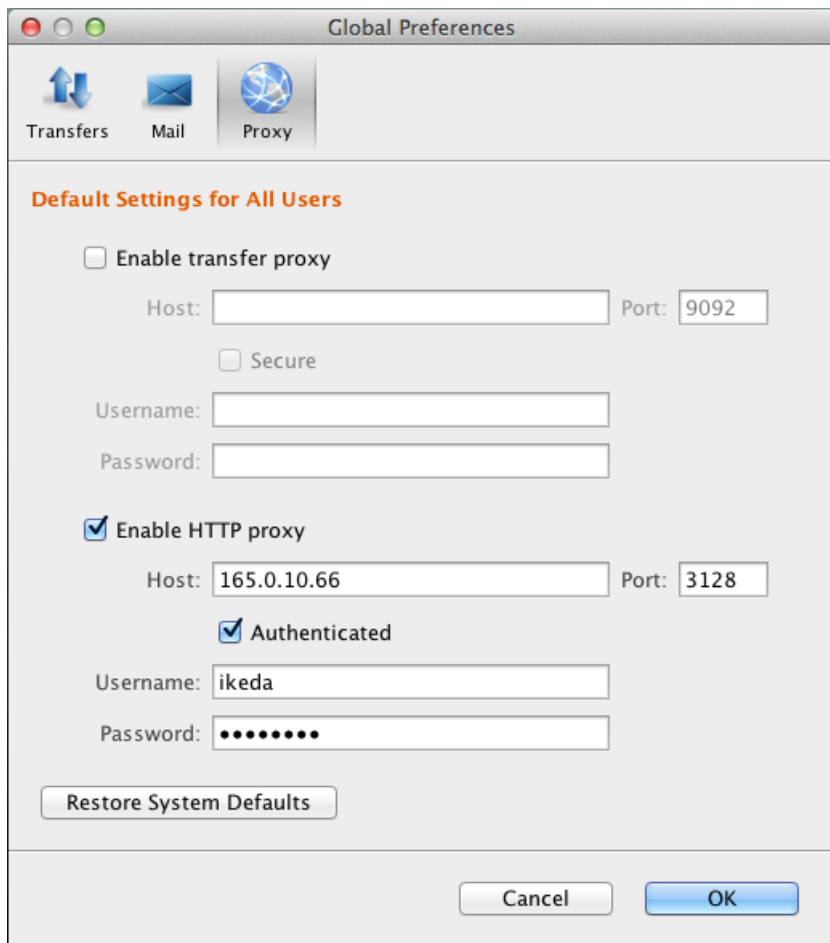 Global Preferences
Transfers Mail Proxy
Default Settings for All Users
Enable transfer proxy
Host: Port: 9092
Secure
Username:
Password:
Enable HTTP proxy
Host: 165.0.10.66 Port: 3128
Authenticated
Username: ikeda
Password: ••••••••
Restore System Defaults
Cancel OK